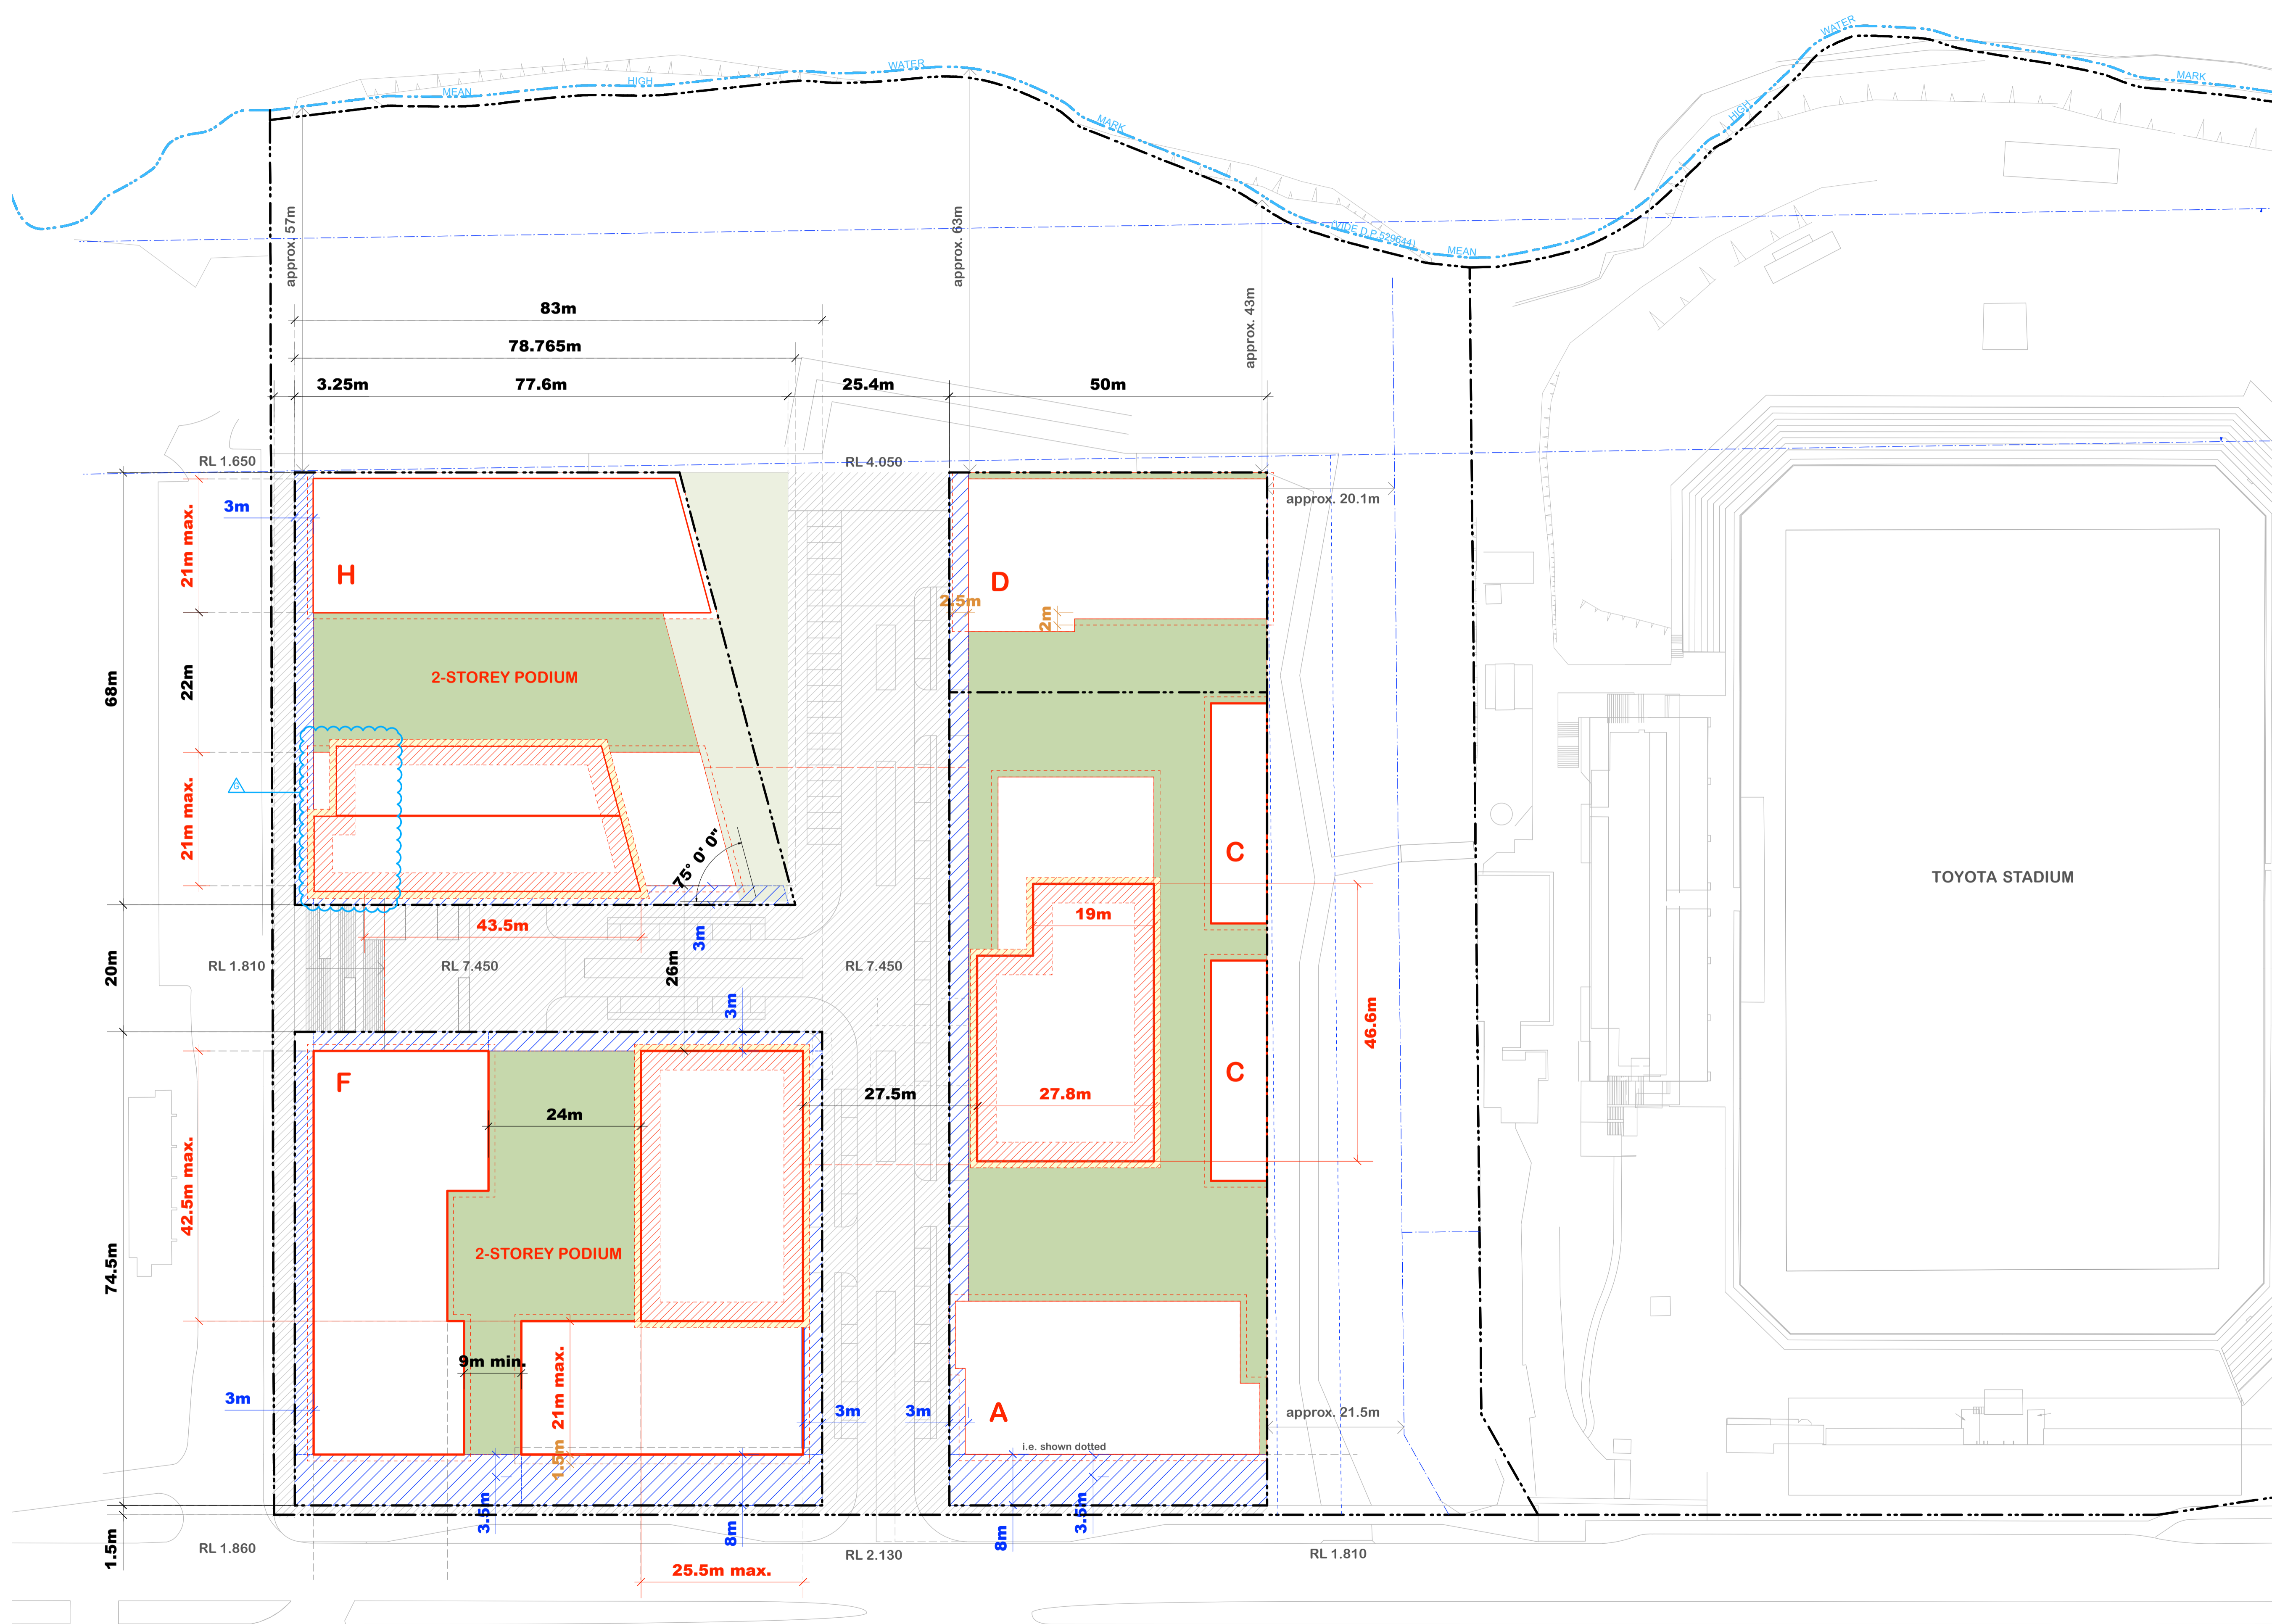 WATER
WATER
MEAN
HIGH
MARK
MARK
HIGH
(VIDE D.P.529644)
MEAN
approx. 57m
approx. 63m
approx. 43m
83m
78.765m
3.25m
77.6m
25.4m
50m
RL 1.650
RL 4.050
approx. 20.1m
3m
21m max.
H
D
2.5m
2m
68m
22m
2-STOREY PODIUM
G
21m max.
75° 0' 0"
C
TOYOTA STADIUM
43.5m
3m
19m
20m
RL 1.810
RL 7.450
26m
RL 7.450
3m
46.6m
F
C
24m
27.5m
27.8m
42.5m max.
2-STOREY PODIUM
74.5m
9m min.
21m max.
1.5m
3m
3m
3m
A
approx. 21.5m
i.e. shown dotted
3.5m
8m
8m
3.5m
1.5m
RL 1.860
RL 2.130
RL 1.810
25.5m max.